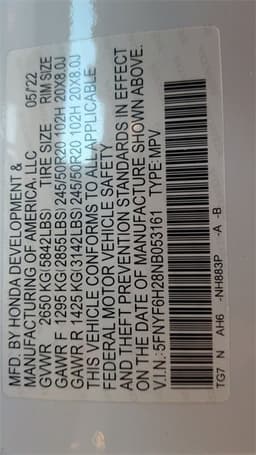 MFD. BY HONDA DEVELOPMENT &
MANUFACTURING OF AMERICA, LLC 05/'22
GVWR 2650 KG(5842LBS) TIRE SIZE RIM SIZE
GAWR F 1295 KG(2855LBS) 245/50R20 102H 20X8.0J
GAWR R 1425 KG(3142LBS) 245/50R20 102H 20X8.0J
THIS VEHICLE CONFORMS TO ALL APPLICABLE
FEDERAL MOTOR VEHICLE SAFETY
AND THEFT PREVENTION STANDARDS IN EFFECT
ON THE DATE OF MANUFACTURE SHOWN ABOVE.
V.I.N.:5FNYF6H28NB053161 TYPE:MPV
TG7 N AH6 -NH883P -A -B